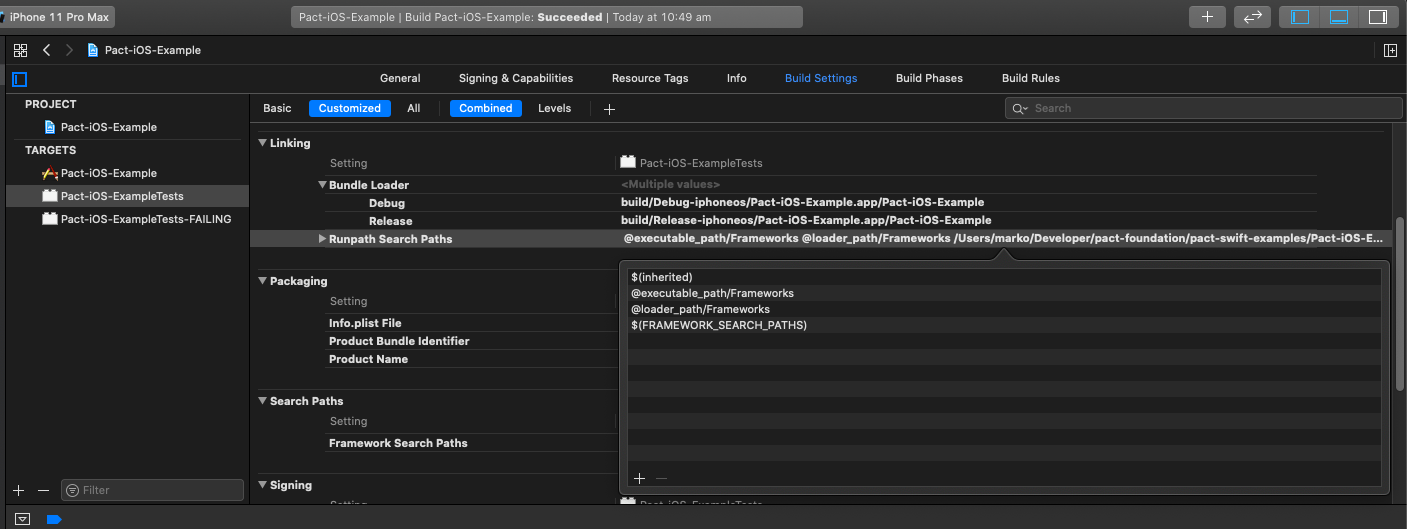 iPhone 11 Pro Max
Pact-iOS-Example | Build Pact-iOS-Example: Succeeded | Today at 10:49 am
Pact-iOS-Example
General Signing & Capabilities Resource Tags Info Build Settings Build Phases Build Rules
PROJECT
Pact-iOS-Example
TARGETS
Pact-iOS-Example
Pact-iOS-ExampleTests
Pact-iOS-ExampleTests-FAILING
Filter
Basic Customized All Combined Levels
Search
Linking
Setting Pact-iOS-ExampleTests
Bundle Loader <Multiple values>
Debug build/Debug-iphoneos/Pact-iOS-Example.app/Pact-iOS-Example
Release build/Release-iphoneos/Pact-iOS-Example.app/Pact-iOS-Example
Runpath Search Paths @executable_path/Frameworks @loader_path/Frameworks /Users/marko/Developer/pact-foundation/pact-swift-examples/Pact-iOS-E...
$(inherited)
@executable_path/Frameworks
@loader_path/Frameworks
$(FRAMEWORK_SEARCH_PATHS)
Packaging
Setting
Info.plist File
Product Bundle Identifier
Product Name
Search Paths
Setting
Framework Search Paths
Signing
Setting Pact-iOS-ExampleTests